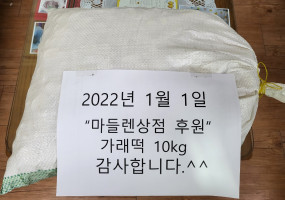 2022년 1월 1일
"마들렌상점 후원"
가래떡 10kg
감사합니다.^^